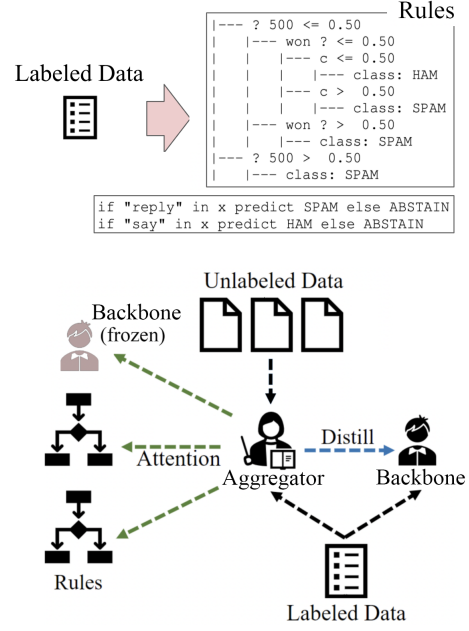 Rules
Labeled Data
|--- ? 500 <= 0.50
|   |--- won ? <= 0.50
|   |   |--- c <= 0.50
|   |   |   |--- class: HAM
|   |   |--- c > 0.50
|   |   |   |--- class: SPAM
|   |--- won ? > 0.50
|   |   |--- class: SPAM
|--- ? 500 > 0.50
|   |--- class: SPAM
if "reply" in x predict SPAM else ABSTAIN
if "say" in x predict HAM else ABSTAIN
Unlabeled Data
Backbone
(frozen)
Attention
Aggregator
Distill
Backbone
Rules
Labeled Data